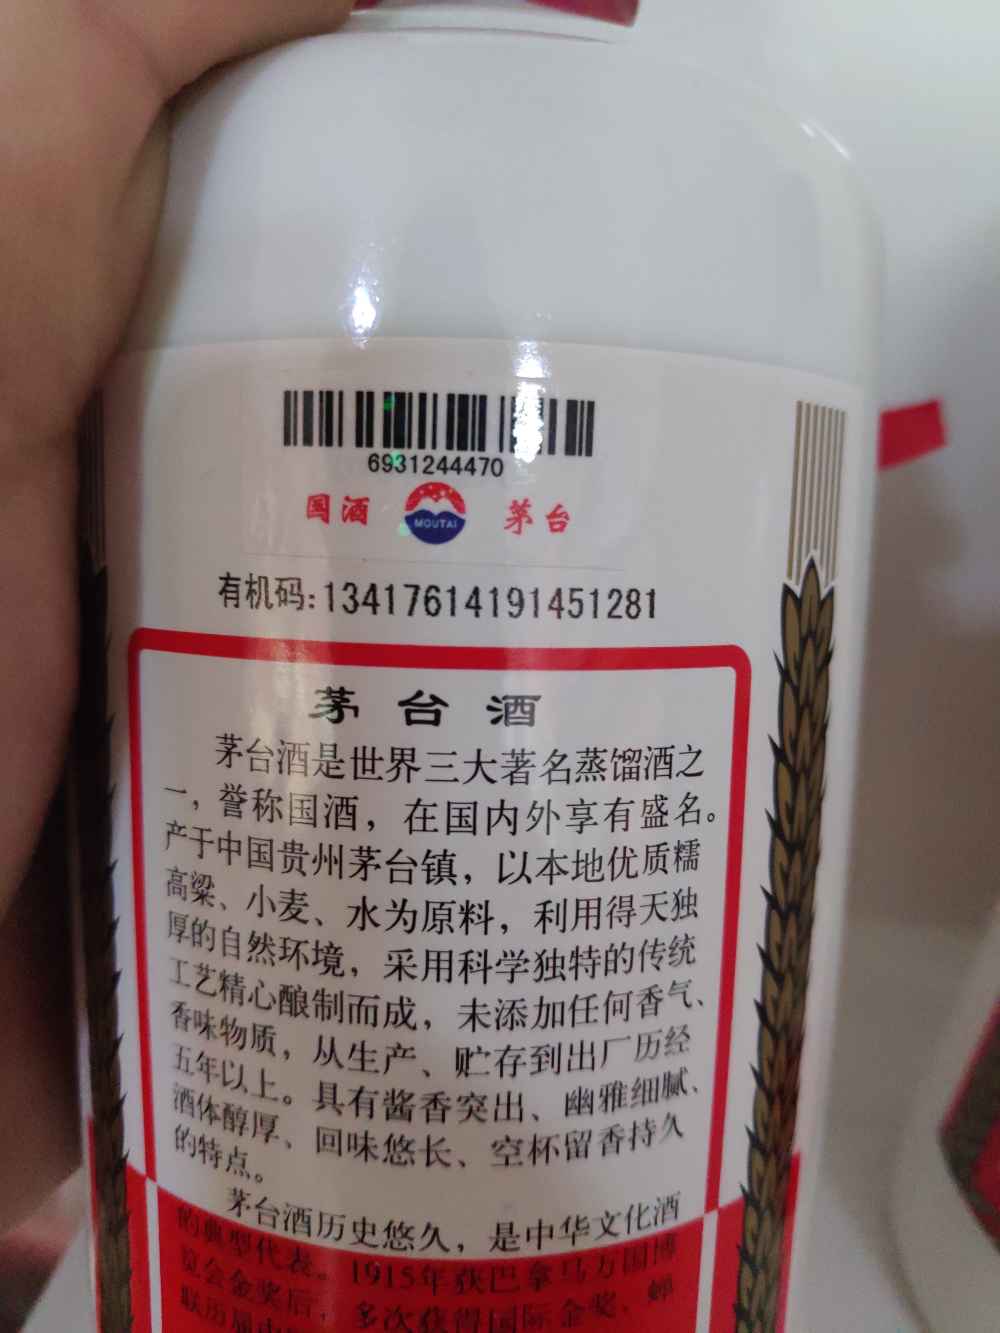 6931244470
国酒 MOUTAI 茅台
有机码:13417614191451281
茅台酒
茅台酒是世界三大著名蒸馏酒之
一，誉称国酒，在国内外享有盛名。
产于中国贵州茅台镇，以本地优质糯
高粱、小麦、水为原料，利用得天独
厚的自然环境，采用科学独特的传统
工艺精心酿制而成，未添加任何香气、
香味物质，从生产、贮存到出厂历经
五年以上。具有酱香突出、幽雅细腻、
酒体醇厚、回味悠长、空杯留香持久
的特点。
茅台酒历史悠久，是中华文化酒
的典型代表。1915年获巴拿马万国博
览会金奖后，多次获得国际金奖、蝉
联历届